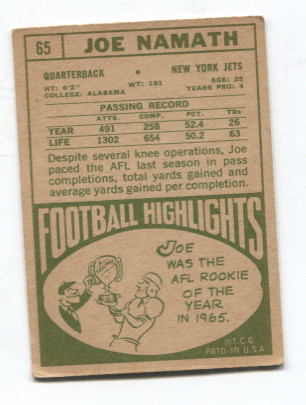 65 JOE NAMATH
QUARTERBACK • NEW YORK JETS
HT: 6'2" WT: 191 AGE: 25
COLLEGE: ALABAMA YEARS PRO: 4
PASSING RECORD
ATTS. COMP. PCT. TDs
YEAR 491 258 52.4 26
LIFE 1302 654 50.2 63
Despite several knee operations, Joe
paced the AFL last season in pass
completions, total yards gained and
average yards gained per completion.
FOOTBALL HIGHLIGHTS
JOE
WAS THE
AFL ROOKIE
OF THE
YEAR
IN 1965.
© T.C.G.
PRTD IN U.S.A.